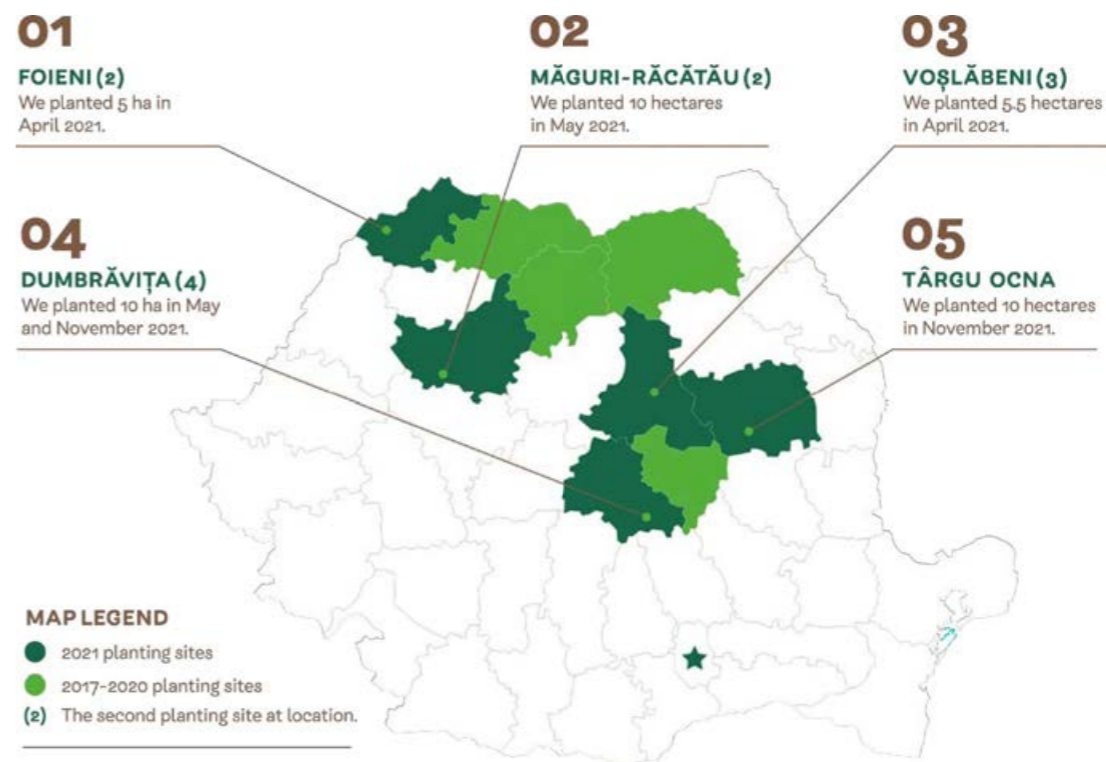 01
FOIENI (2)
We planted 5 ha in
April 2021.
02
MĂGURI-RĂCĂTĂU (2)
We planted 10 hectares
in May 2021.
03
VOȘLĂBENI (3)
We planted 5.5 hectares
in April 2021.
04
DUMBRĂVIȚA (4)
We planted 10 ha in May
and November 2021.
05
TÂRGU OCNA
We planted 10 hectares
in November 2021.
MAP LEGEND
2021 planting sites
2017-2020 planting sites
(2) The second planting site at location.